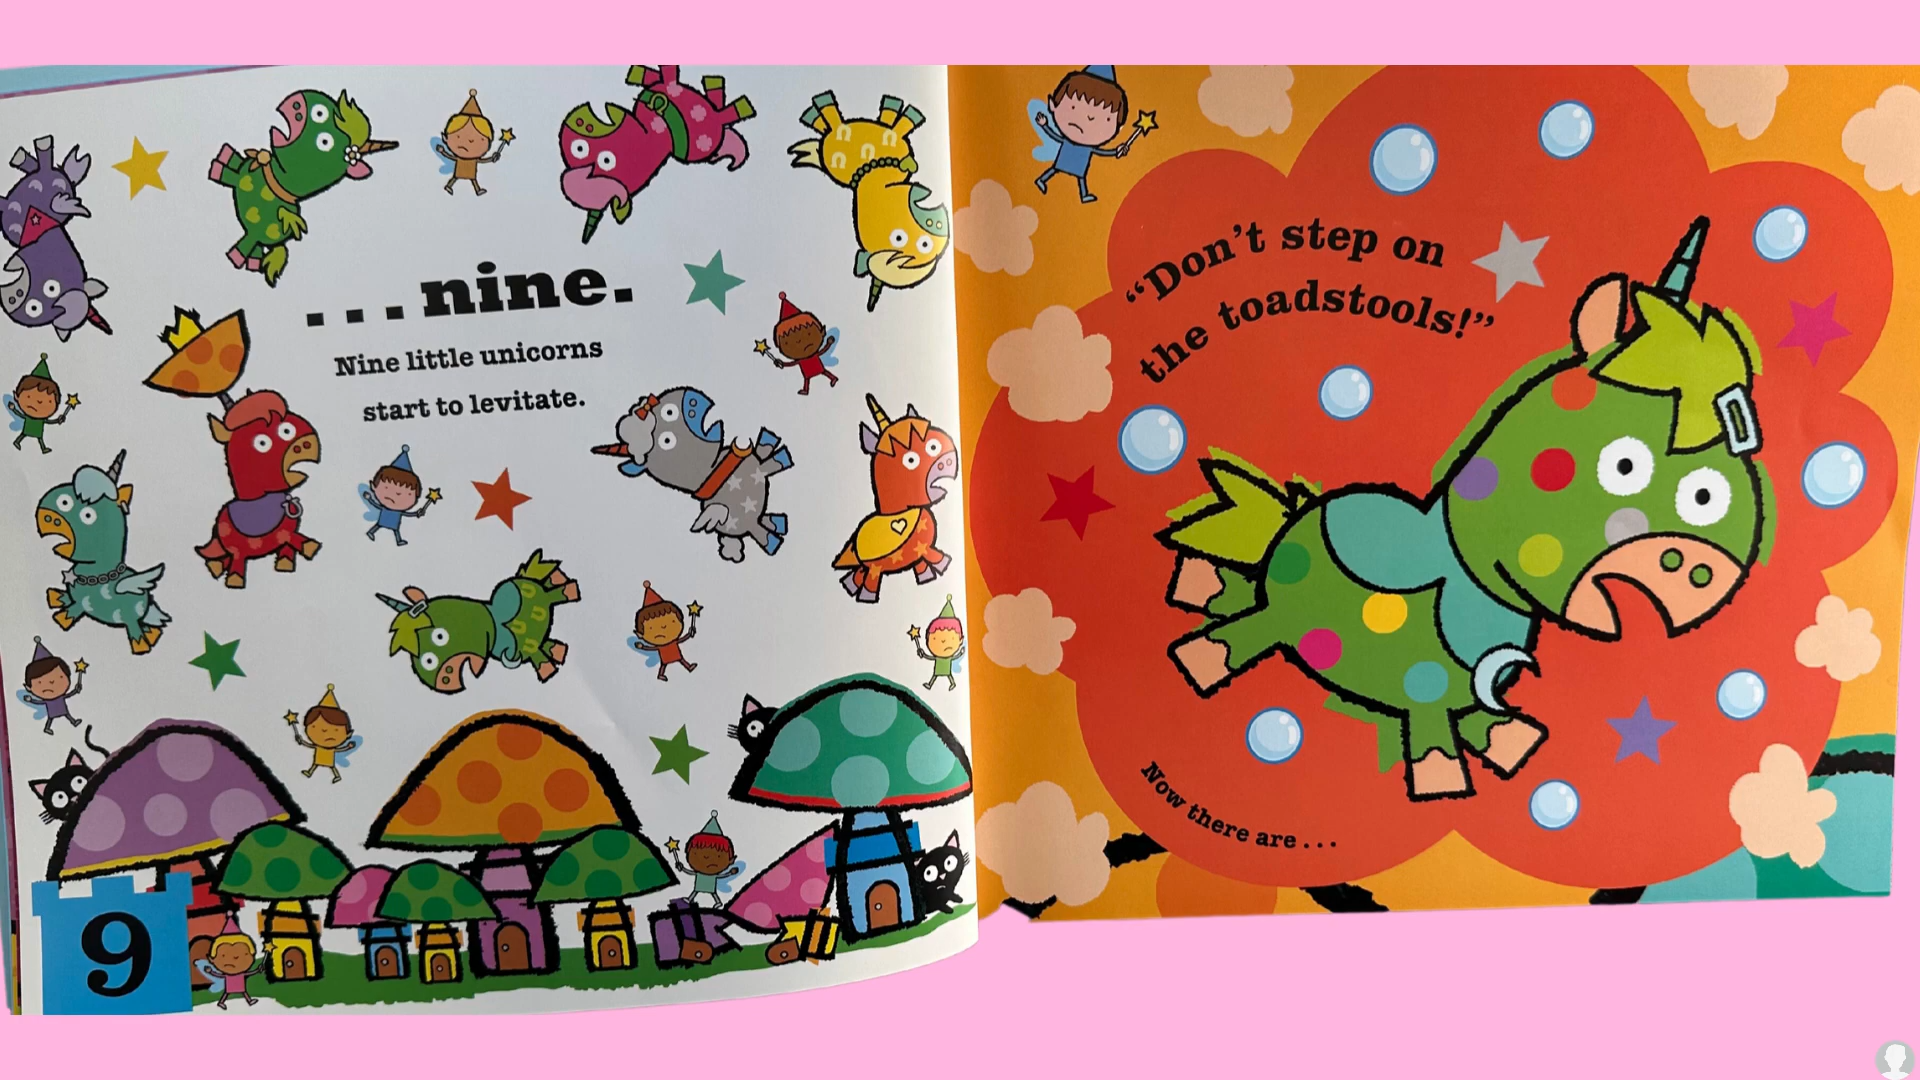 . . . nine.
Nine little unicorns
start to levitate.
9
“Don’t step on
the toadstools!”
Now there are . . .